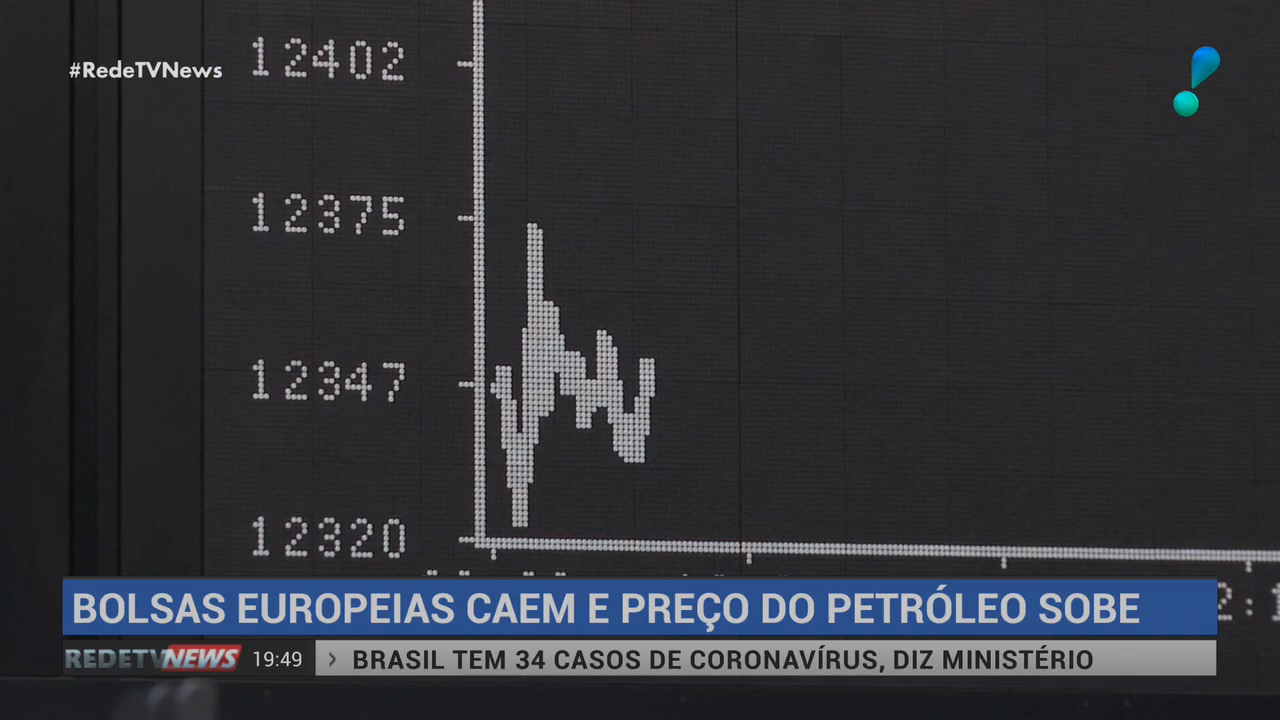 #RedeTVNews
12402
12375
12347
12320
BOLSAS EUROPEIAS CAEM E PREÇO DO PETRÓLEO SOBE
REDETV NEWS 19:49 › BRASIL TEM 34 CASOS DE CORONAVÍRUS, DIZ MINISTÉRIO